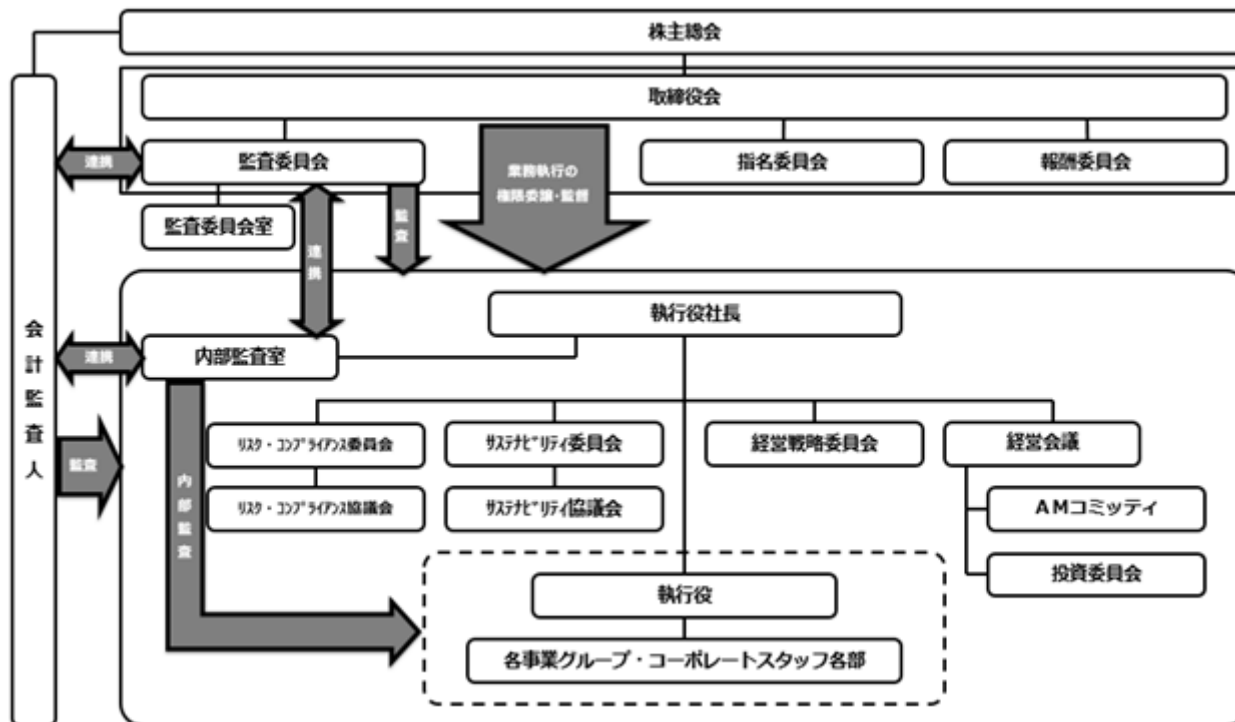 株主総会
取締役会
連携
監査委員会
指名委員会
報酬委員会
業務執行の
権限委譲・監督
監査委員会室
監査
連携
執行役社長
会計監査人
連携
内部監査室
ﾘｽｸ・ｺﾝﾌﾟﾗｲｱﾝｽ委員会
ｻｽﾃﾅﾋﾞﾘﾃｨ委員会
経営戦略委員会
経営会議
監査
内部監査
ﾘｽｸ・ｺﾝﾌﾟﾗｲｱﾝｽ協議会
ｻｽﾃﾅﾋﾞﾘﾃｨ協議会
AMコミッティ
投資委員会
執行役
各事業グループ・コーポレートスタッフ各部